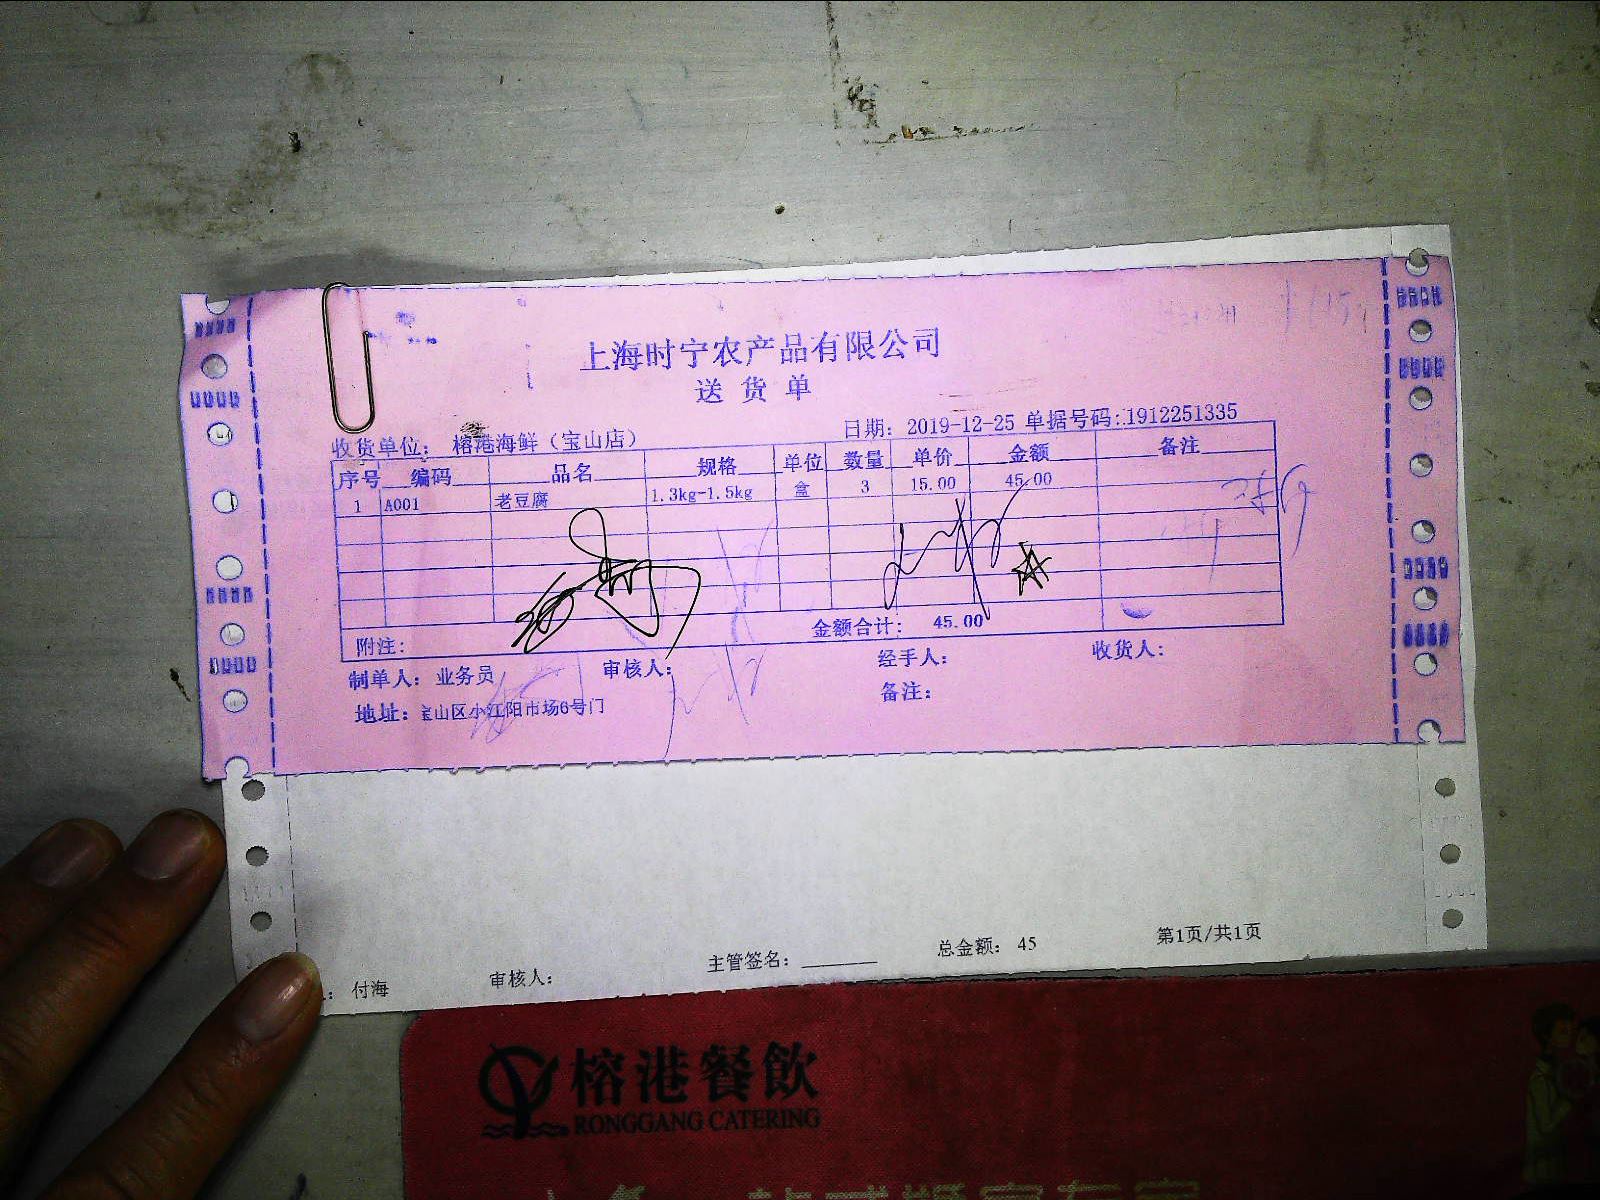 上海时宁农产品有限公司
送货单
收货单位: 榕港海鲜（宝山店） 日期: 2019-12-25 单据号码:.1912251335
序号 编码 品名 规格 单位 数量 单价 金额 备注
1 A001 老豆腐 1.3kg-1.5kg 盒 3 15.00 45.00
附注: 金额合计: 45.00
制单人: 业务员 审核人: 经手人: 收货人:
地址: 宝山区小江阳市场6号门 备注:
付海 审核人: 主管签名: 总金额: 45 第1页/共1页
榕港餐飲
RONGGANG CATERING